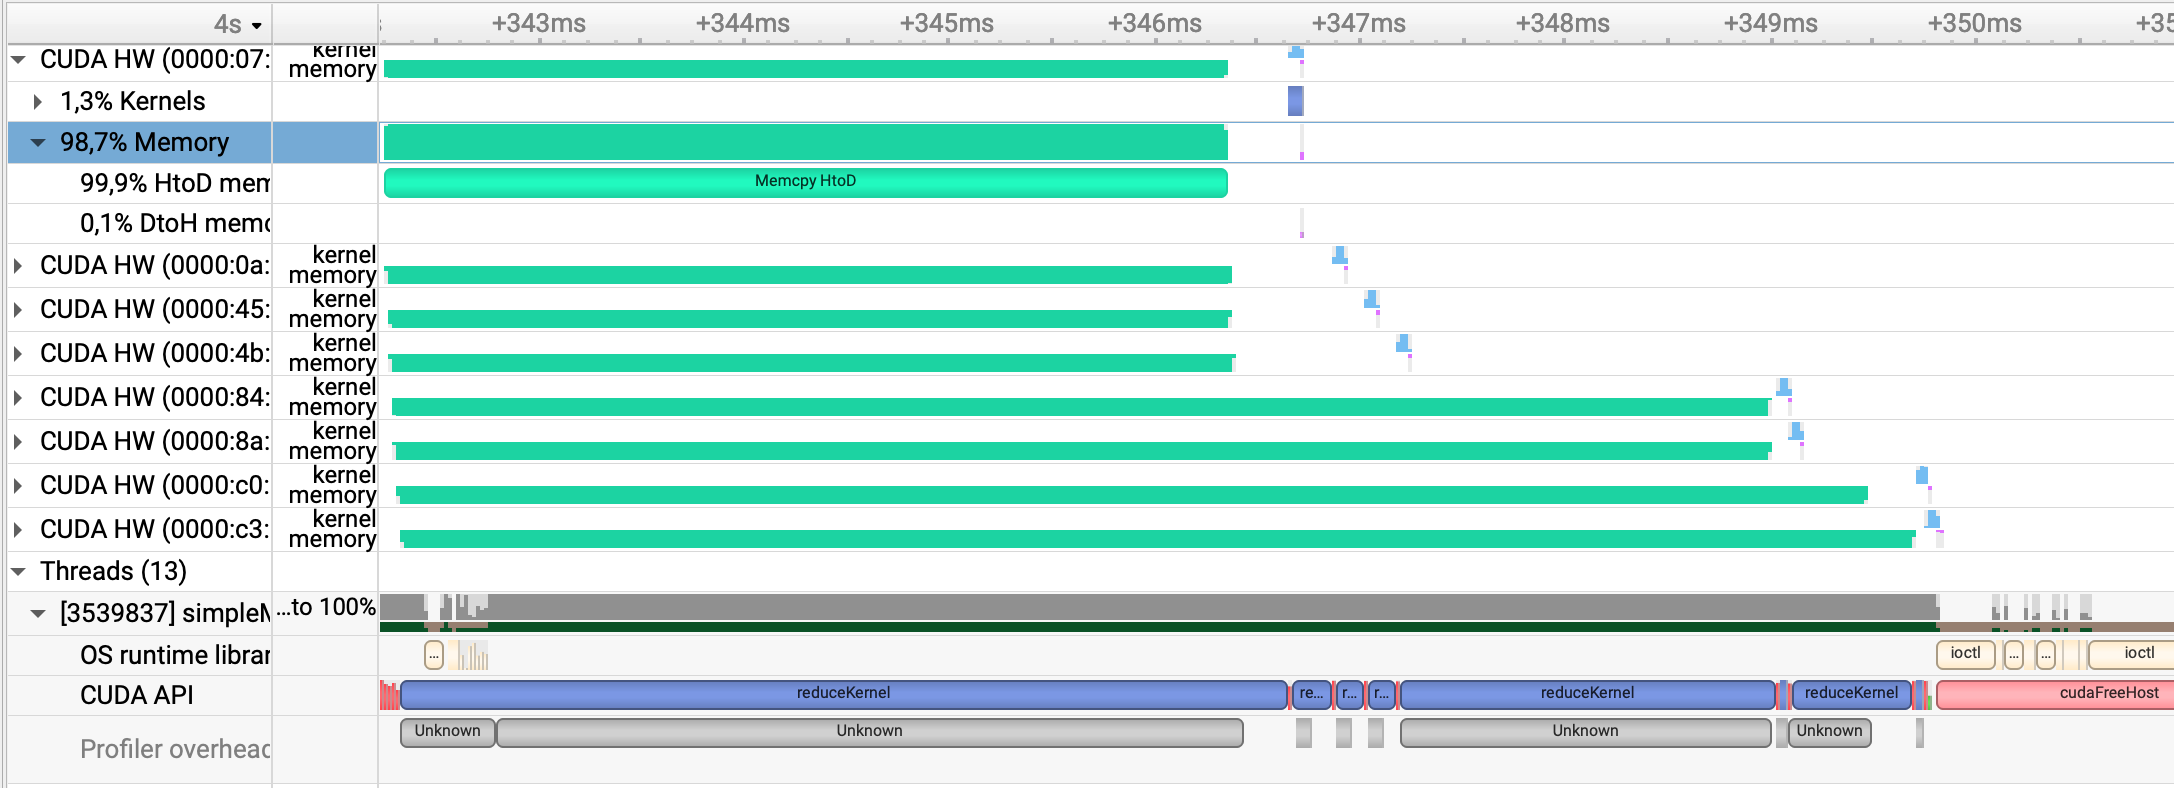 4s +343ms +344ms +345ms +346ms +347ms +348ms +349ms +350ms +35
CUDA HW (0000:07: kernel
memory
1,3% Kernels
98,7% Memory
99,9% HtoD mem Memcpy HtoD
0,1% DtoH memo
CUDA HW (0000:0a: kernel
memory
CUDA HW (0000:45: kernel
memory
CUDA HW (0000:4b: kernel
memory
CUDA HW (0000:84: kernel
memory
CUDA HW (0000:8a: kernel
memory
CUDA HW (0000:c0: kernel
memory
CUDA HW (0000:c3: kernel
memory
Threads (13)
[3539837] simpleM ...to 100%
OS runtime librar ... ioctl ... ... ioctl
CUDA API reduceKernel re... r... r... reduceKernel reduceKernel cudaFreeHost
Profiler overhead Unknown Unknown Unknown Unknown